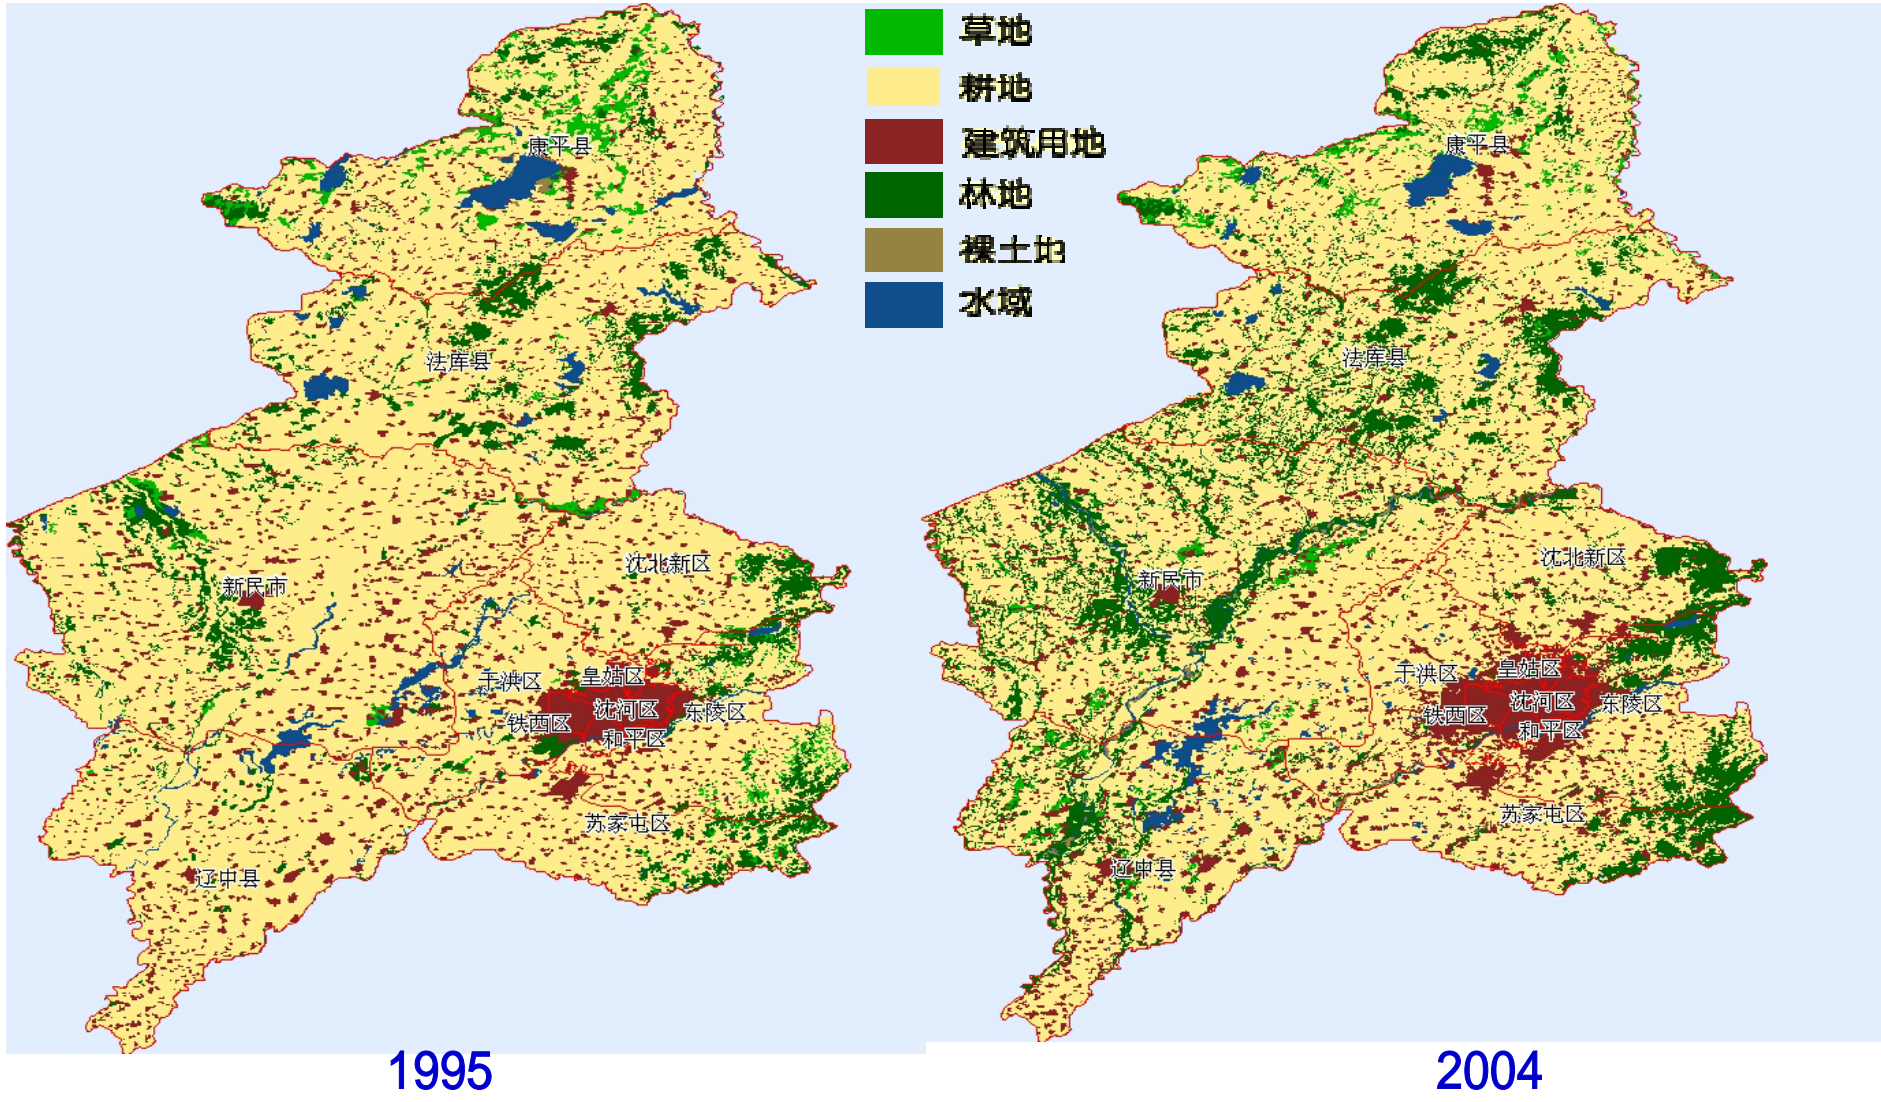 草地
耕地
建筑用地
林地
裸土地
水域
康平县
法库县
沈北新区
新民市
于洪区
皇姑区
沈河区
铁西区
东陵区
和平区
苏家屯区
辽中县
1995
康平县
法库县
沈北新区
新民市
于洪区
皇姑区
沈河区
铁西区
东陵区
和平区
苏家屯区
辽中县
2004